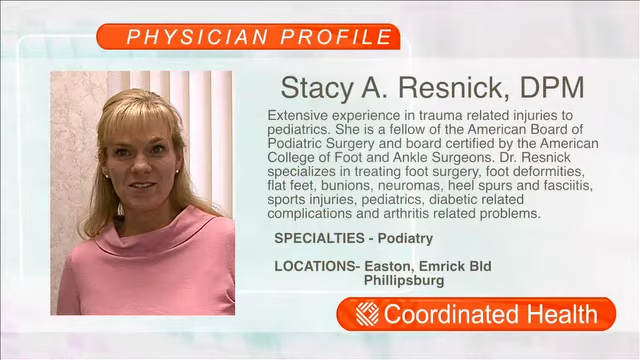 PHYSICIAN PROFILE
Stacy A. Resnick, DPM
Extensive experience in trauma related injuries to
pediatrics. She is a fellow of the American Board of
Podiatric Surgery and board certified by the American
College of Foot and Ankle Surgeons. Dr. Resnick
specializes in treating foot surgery, foot deformities,
flat feet, bunions, neuromas, heel spurs and fasciitis,
sports injuries, pediatrics, diabetic related
complications and arthritis related problems.
SPECIALTIES - Podiatry
LOCATIONS- Easton, Emrick Bld
Phillipsburg
Coordinated Health